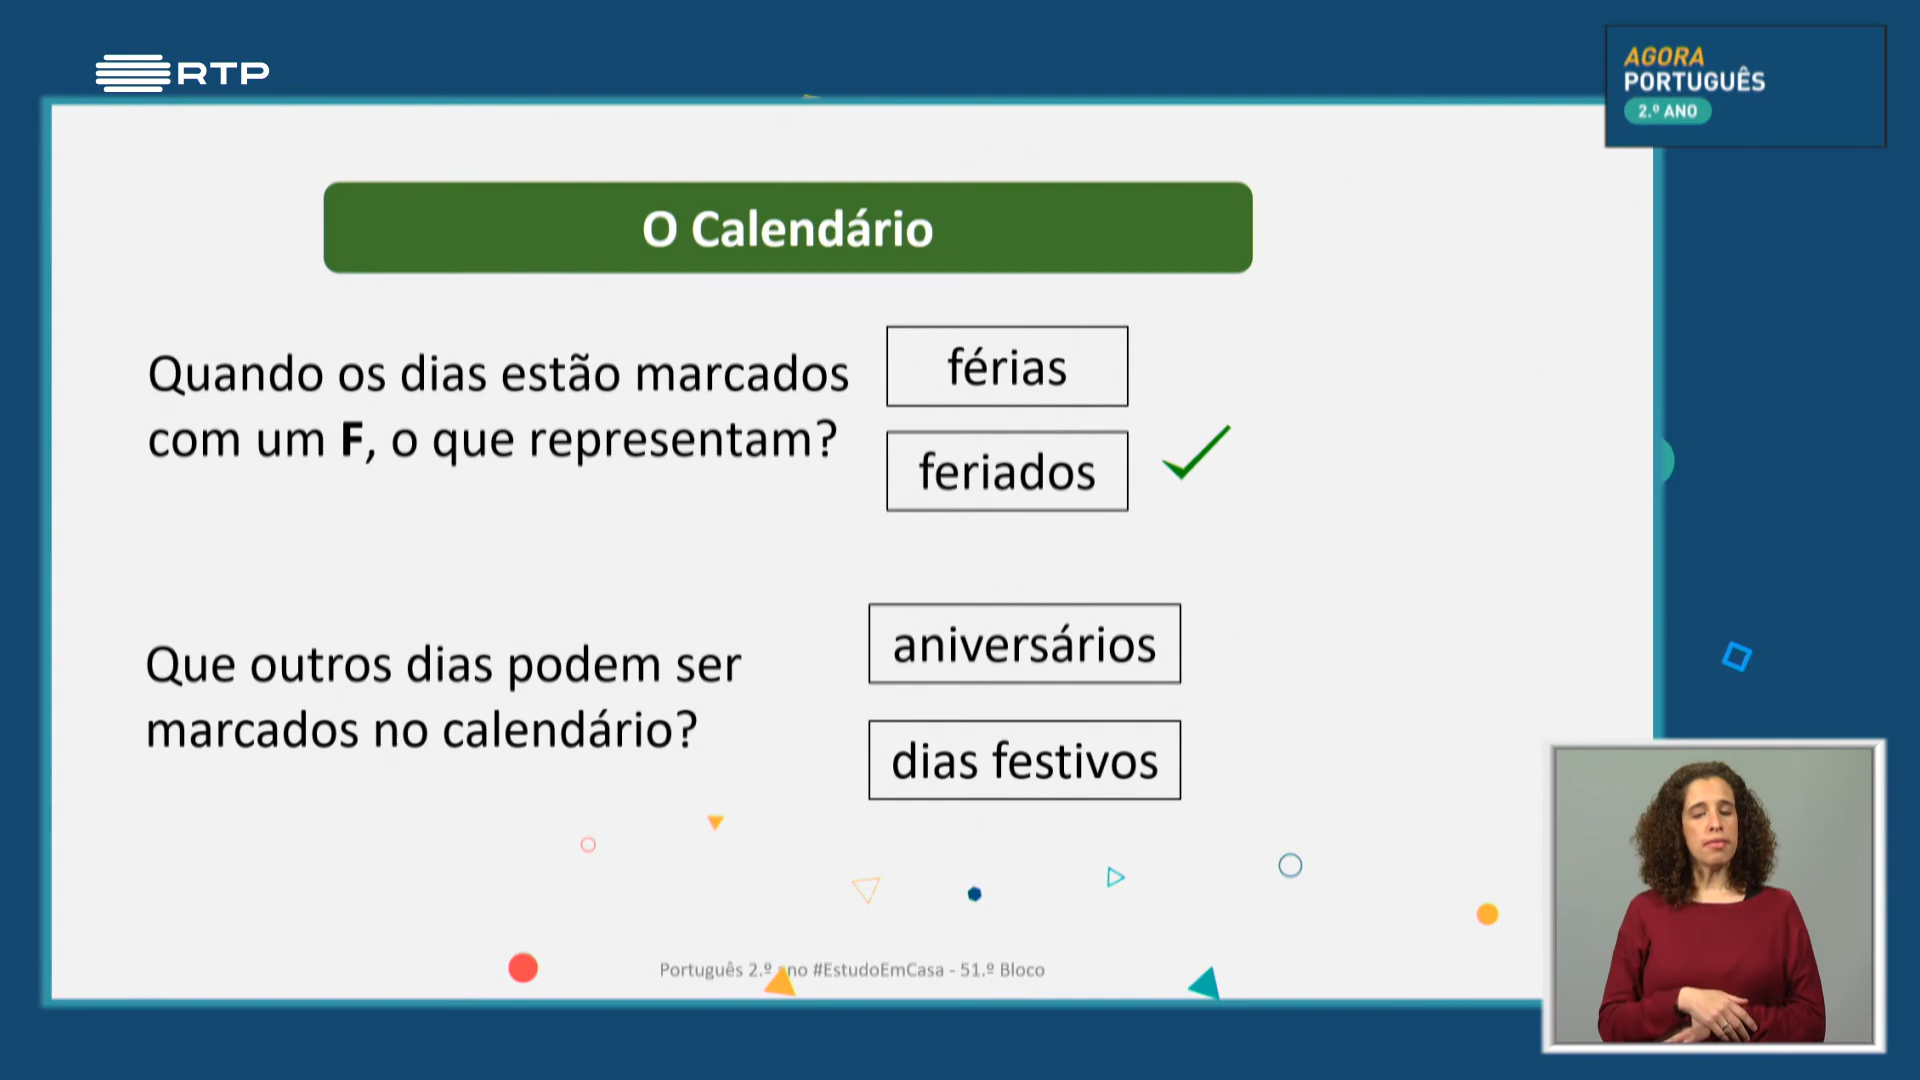 RTP
AGORA
PORTUGUÊS
2.º ANO
O Calendário
Quando os dias estão marcados
com um F, o que representam?
férias
feriados
Que outros dias podem ser
marcados no calendário?
aniversários
dias festivos
Português 2.º ano #EstudoEmCasa - 51.º Bloco